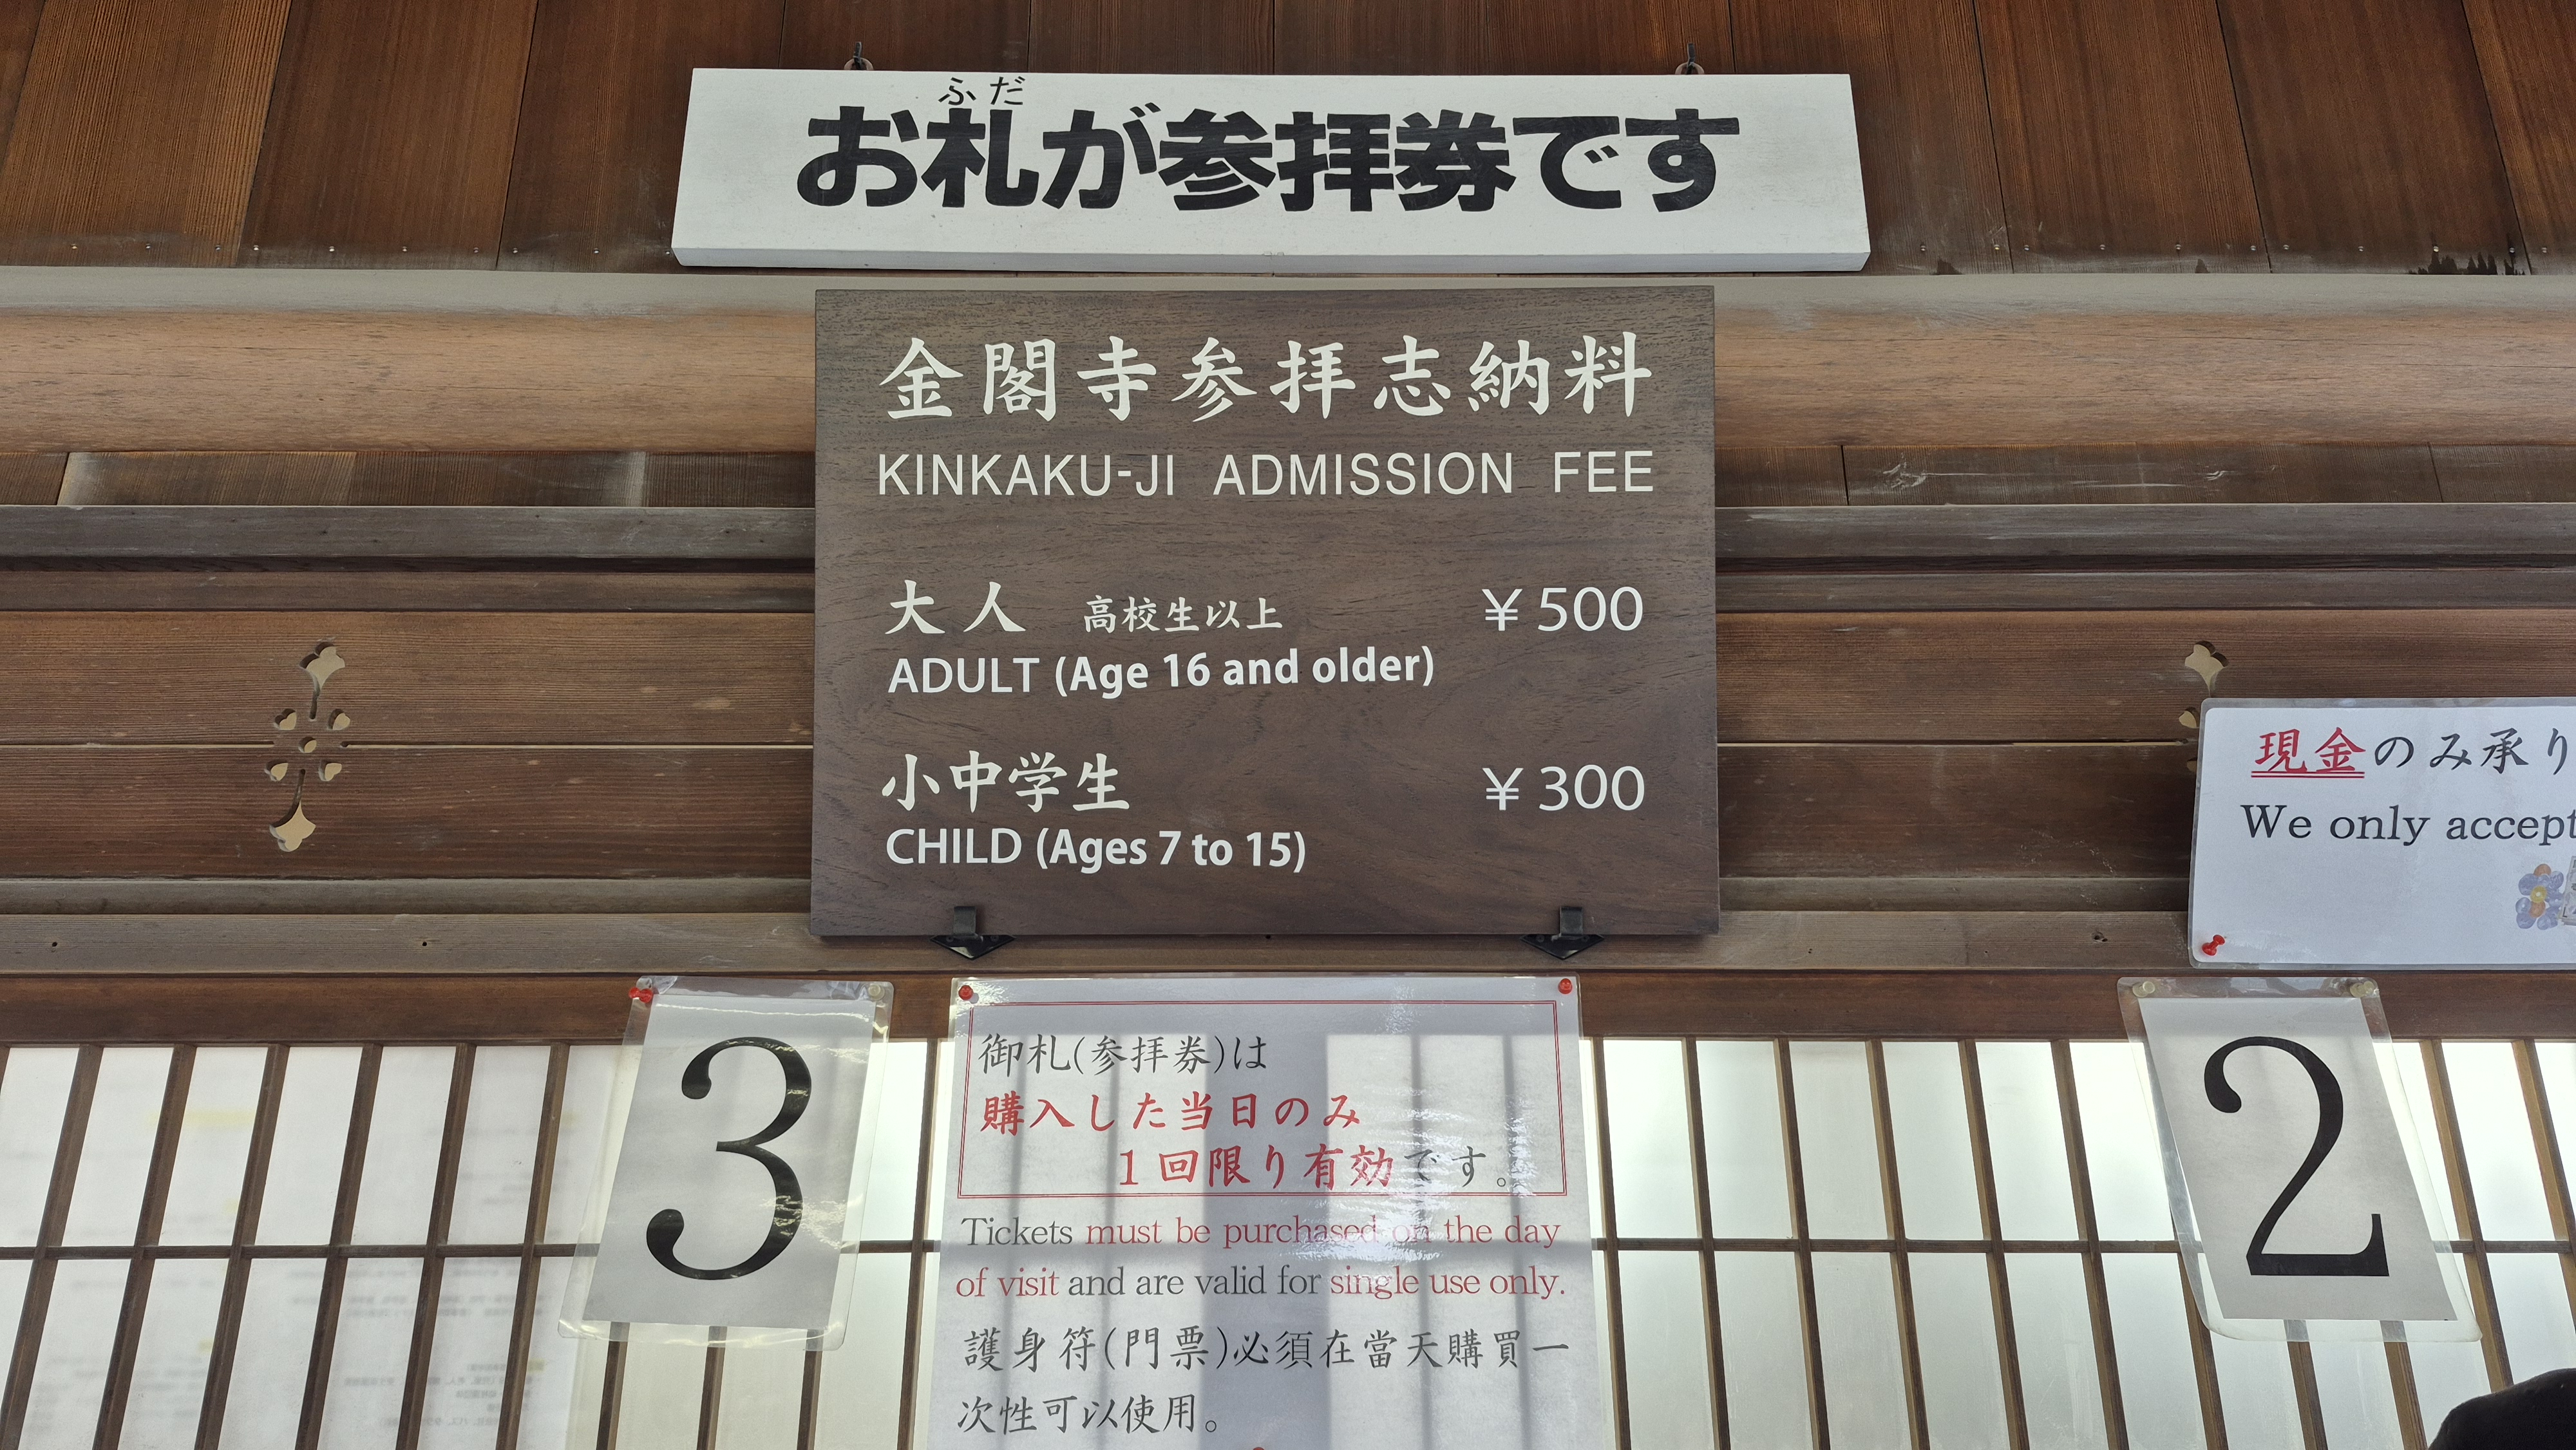 ふだ
お札が参拝券です
金閣寺参拝志納料
KINKAKU-JI ADMISSION FEE
大人 高校生以上 ¥500
ADULT (Age 16 and older)
小中学生 ¥300
CHILD (Ages 7 to 15)
現金のみ承り
We only accept
3
御札(参拝券)は
購入した当日のみ
1回限り有効です。
Tickets must be purchased on the day
of visit and are valid for single use only.
護身符(門票)必須在當天購買一
次性可以使用。
2